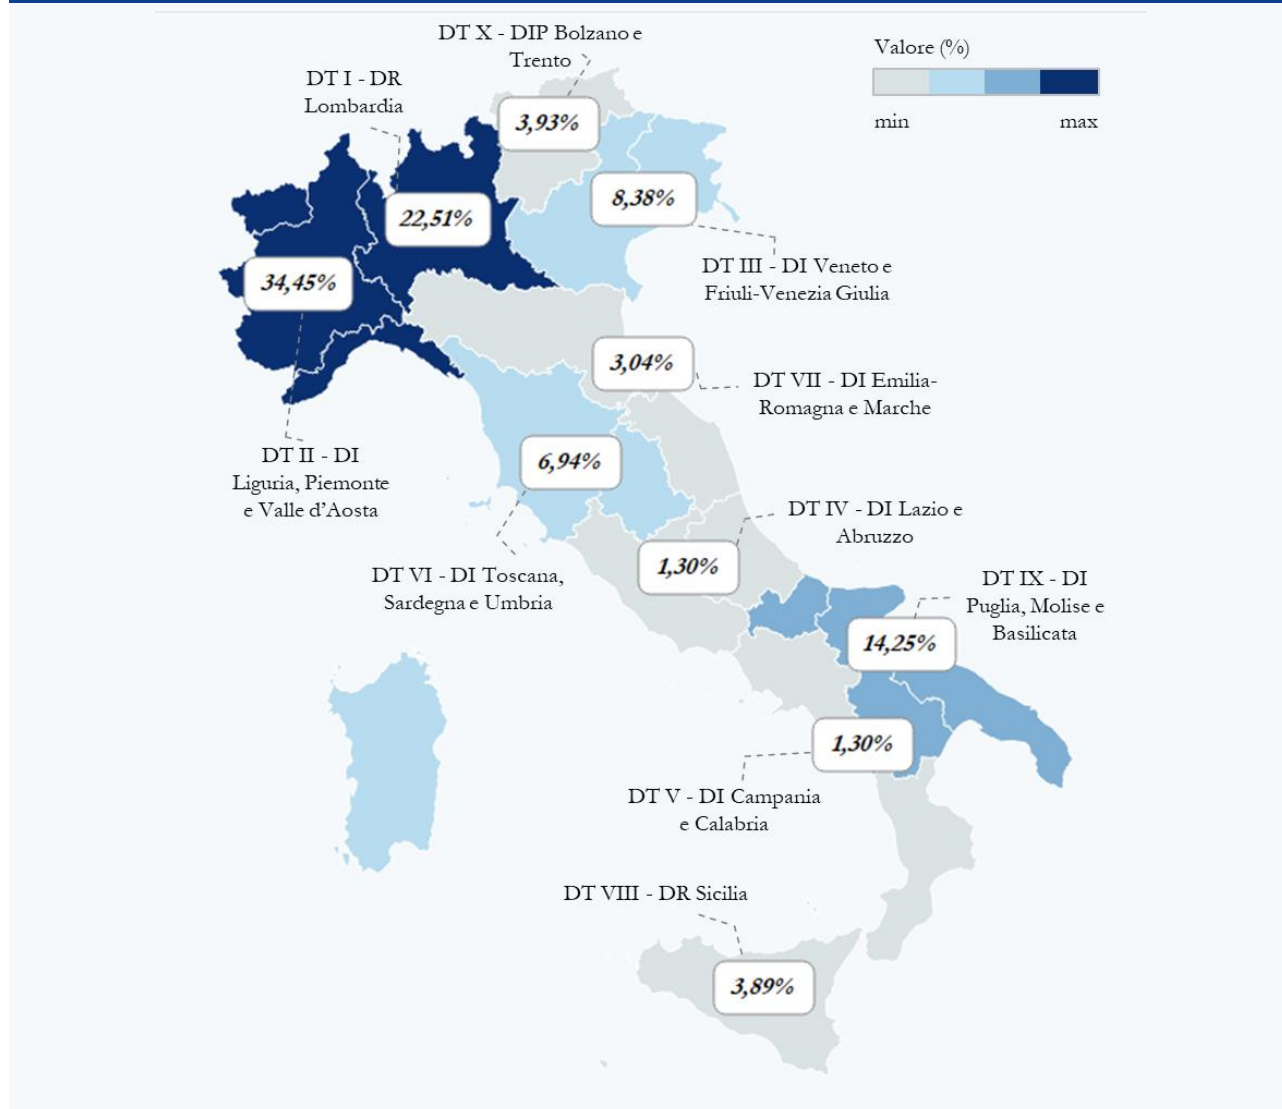 DT X - DIP Bolzano e
Trento
Valore (%)
min
max
DT I - DR
Lombardia
3,93%
8,38%
22,51%
34,45%
DT III - DI Veneto e
Friuli-Venezia Giulia
3,04%
DT VII - DI Emilia-
Romagna e Marche
DT II - DI
Liguria, Piemonte
e Valle d’Aosta
6,94%
DT IV - DI Lazio e
Abruzzo
1,30%
DT VI - DI Toscana,
Sardegna e Umbria
DT IX - DI
Puglia, Molise e
Basilicata
14,25%
1,30%
DT V - DI Campania
e Calabria
DT VIII - DR Sicilia
3,89%